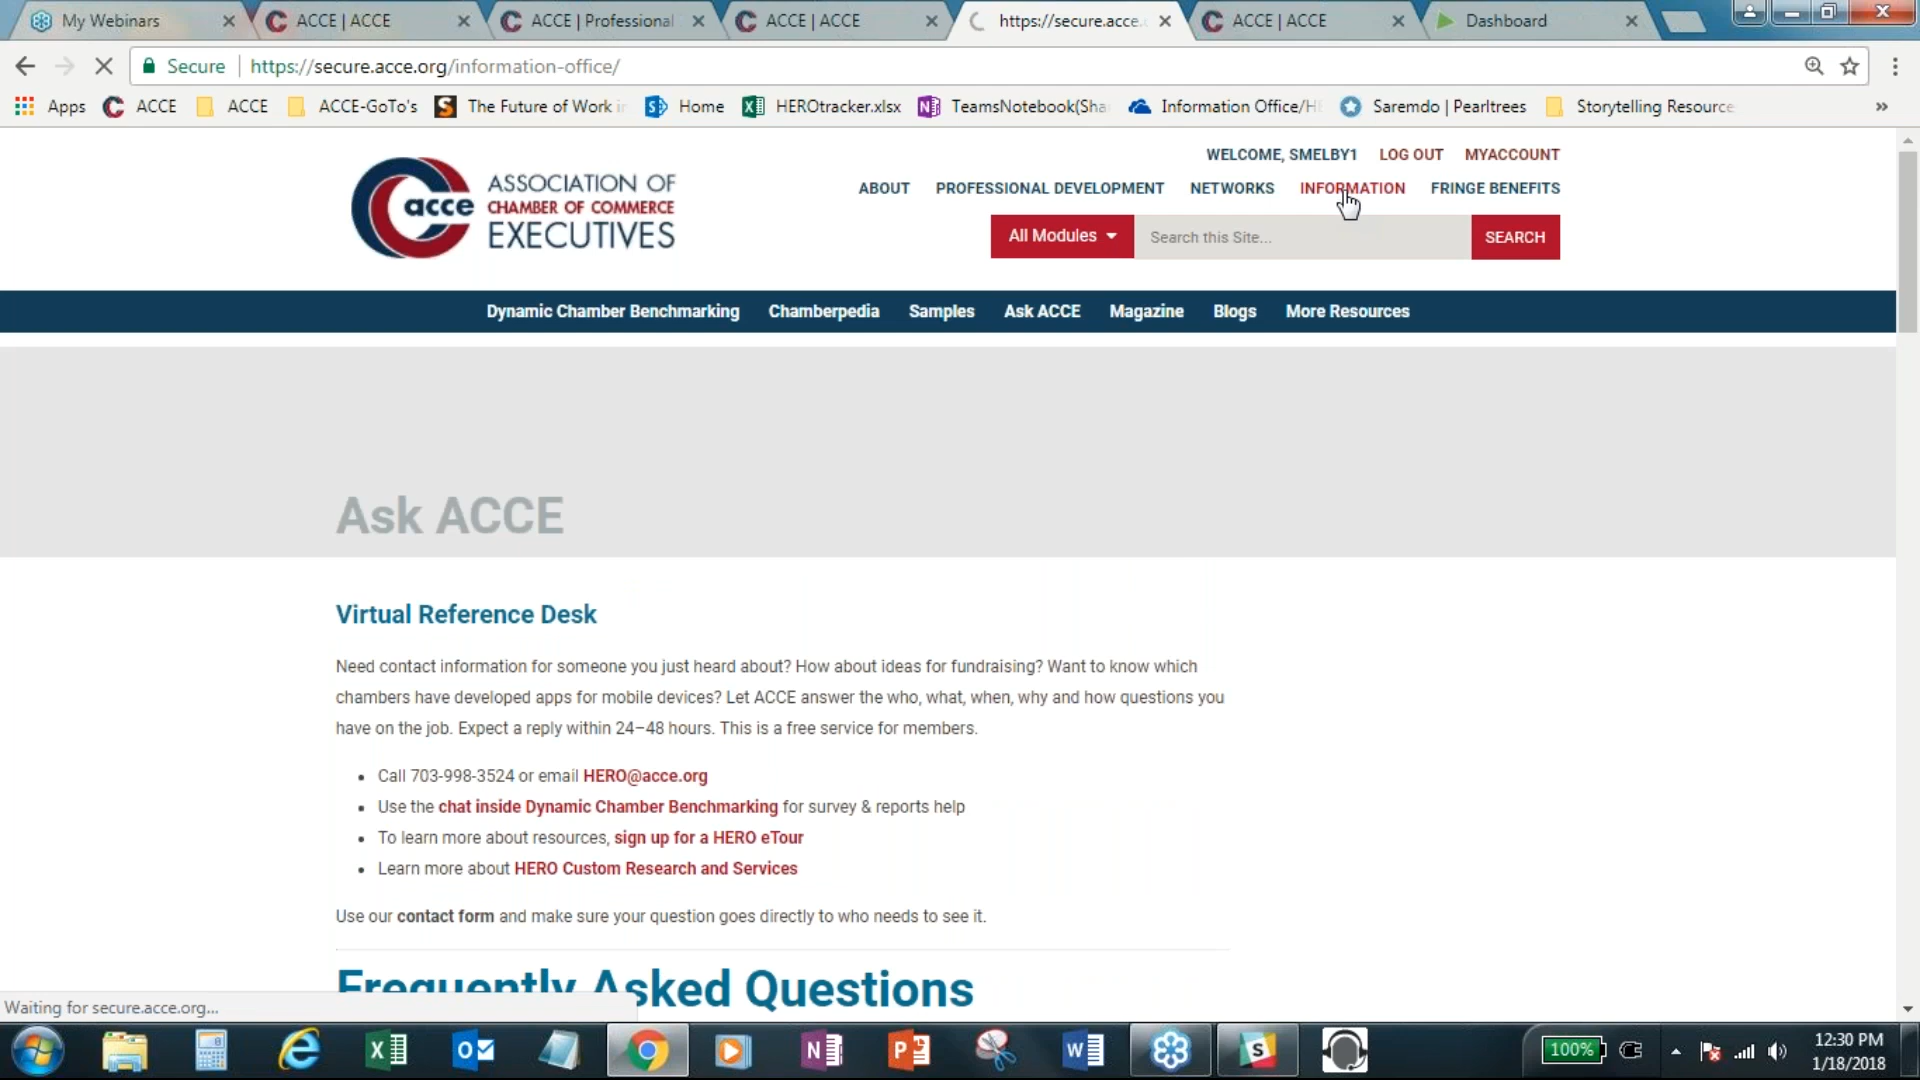 My Webinars
ACCE | ACCE
ACCE | Professional
ACCE | ACCE
https://secure.acce.
ACCE | ACCE
Dashboard
Secure
https://secure.acce.org/information-office/
Apps
ACCE
ACCE
ACCE-GoTo's
The Future of Work i
Home
HEROtracker.xlsx
TeamsNotebook(Sha
Information Office/H
Saremdo | Pearltrees
Storytelling Resource
»
WELCOME, SMELBY1 LOG OUT MYACCOUNT
acce
ASSOCIATION OF
CHAMBER OF COMMERCE
EXECUTIVES
ABOUT PROFESSIONAL DEVELOPMENT NETWORKS INFORMATION FRINGE BENEFITS
All Modules
Search this Site...
SEARCH
Dynamic Chamber Benchmarking Chamberpedia Samples Ask ACCE Magazine Blogs More Resources
Ask ACCE
Virtual Reference Desk
Need contact information for someone you just heard about? How about ideas for fundraising? Want to know which
chambers have developed apps for mobile devices? Let ACCE answer the who, what, when, why and how questions you
have on the job. Expect a reply within 24–48 hours. This is a free service for members.
• Call 703-998-3524 or email HERO@acce.org
• Use the chat inside Dynamic Chamber Benchmarking for survey & reports help
• To learn more about resources, sign up for a HERO eTour
• Learn more about HERO Custom Research and Services
Use our contact form and make sure your question goes directly to who needs to see it.
Frequently Asked Questions
Waiting for secure.acce.org...
100%
12:30 PM
1/18/2018